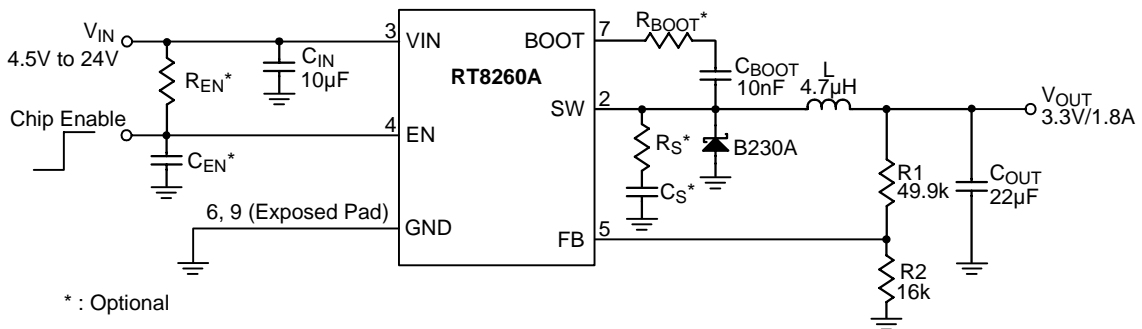 VIN
4.5V to 24V
REN*
CIN
10µF
Chip Enable
CEN*
6, 9 (Exposed Pad)
* : Optional
3
VIN
4
EN
GND
RT8260A
BOOT
7
SW
2
FB
5
RBOOT*
CBOOT
10nF
L
4.7µH
RS*
CS*
B230A
R1
49.9k
R2
16k
COUT
22µF
VOUT
3.3V/1.8A